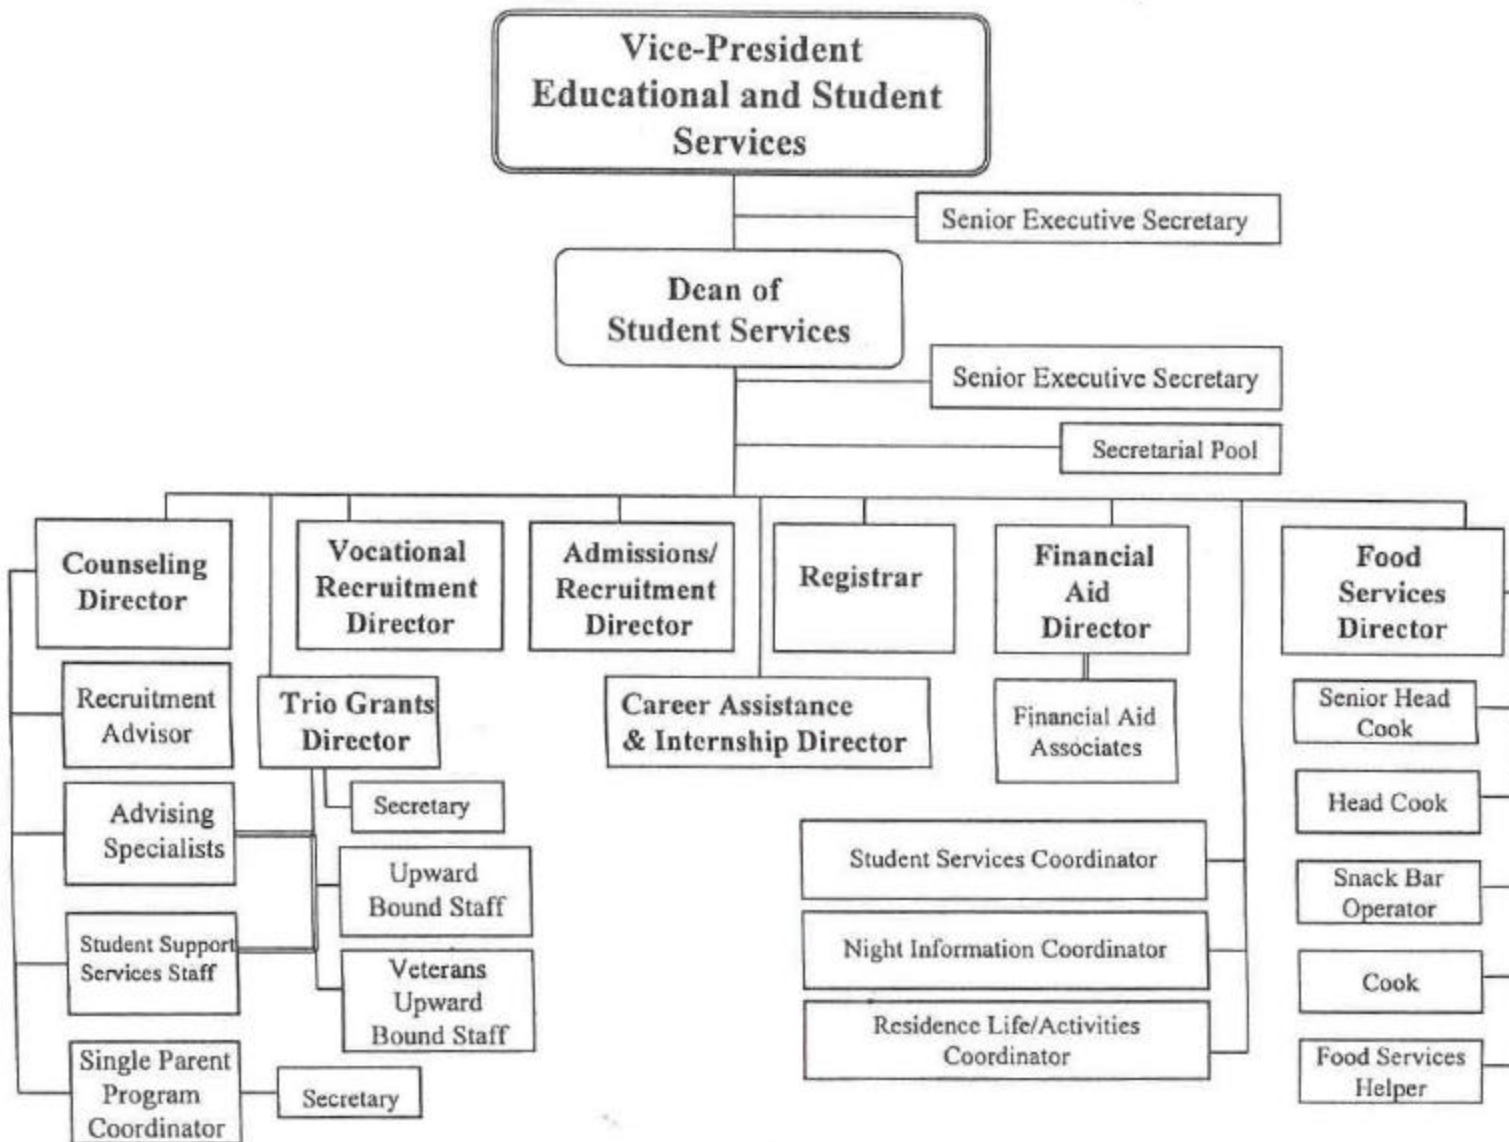 Vice-President
Educational and Student
Services
Senior Executive Secretary
Dean of
Student Services
Senior Executive Secretary
Secretarial Pool
Counseling
Director
Vocational
Recruitment
Director
Admissions/
Recruitment
Director
Registrar
Financial
Aid
Director
Food
Services
Director
Recruitment
Advisor
Trio Grants
Director
Career Assistance
& Internship Director
Financial Aid
Associates
Senior Head
Cook
Advising
Specialists
Secretary
Head Cook
Upward
Bound Staff
Student Services Coordinator
Snack Bar
Operator
Student Support
Services Staff
Veterans
Upward
Bound Staff
Night Information Coordinator
Cook
Single Parent
Program
Coordinator
Secretary
Residence Life/Activities
Coordinator
Food Services
Helper